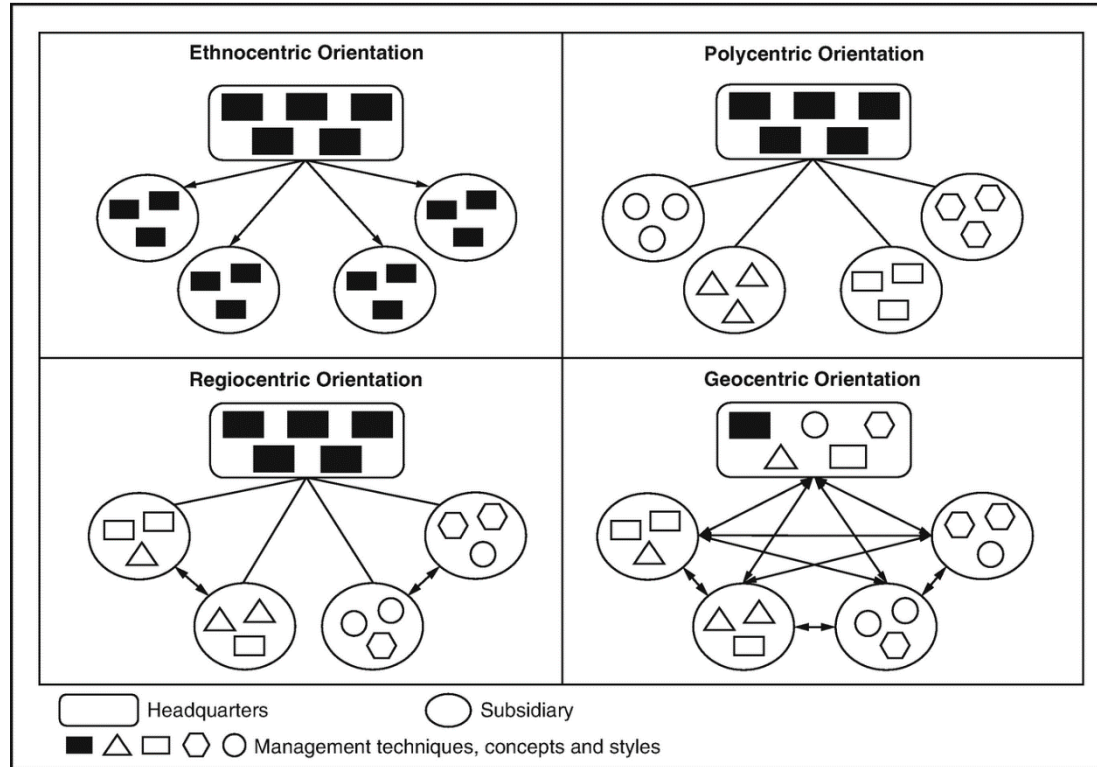 Ethnocentric Orientation
Polycentric Orientation
Regiocentric Orientation
Geocentric Orientation
Headquarters
Subsidiary
Management techniques, concepts and styles